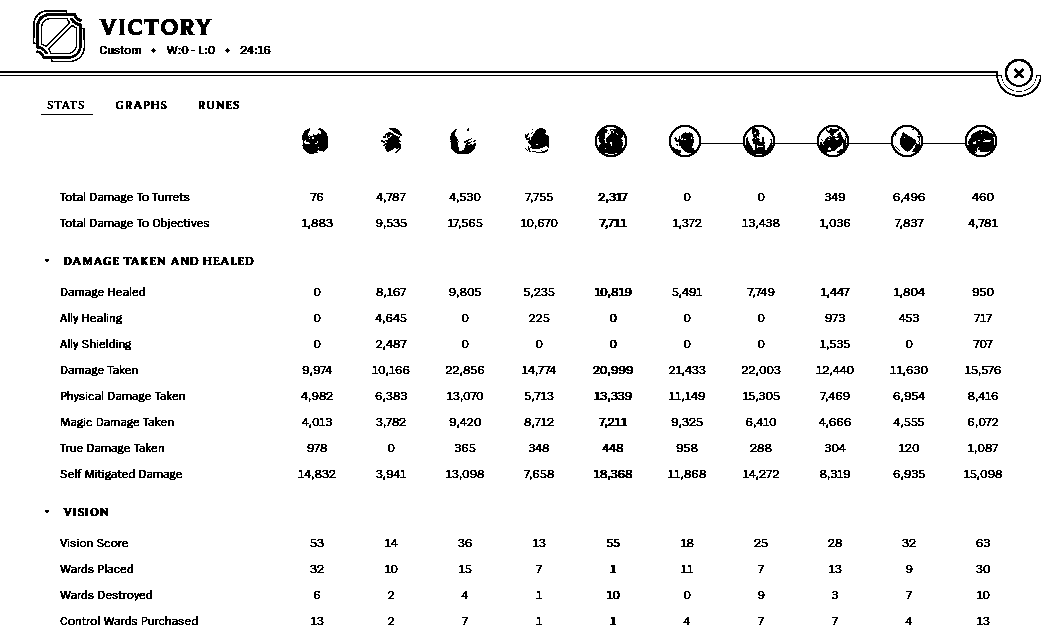 VICTORY
Custom • W:0 - L:0 • 24:16
STATS GRAPHS RUNES
Total Damage To Turrets 76 4,787 4,530 7,755 2,317 0 0 349 6,496 460
Total Damage To Objectives 1,883 9,535 17,565 10,670 7,711 1,372 13,438 1,036 7,837 4,781
DAMAGE TAKEN AND HEALED
Damage Healed 0 8,167 9,805 5,235 10,819 5,491 7,749 1,447 1,804 950
Ally Healing 0 4,645 0 225 0 0 0 973 453 717
Ally Shielding 0 2,487 0 0 0 0 0 1,535 0 707
Damage Taken 9,974 10,166 22,856 14,774 20,999 21,433 22,003 12,440 11,630 15,576
Physical Damage Taken 4,982 6,383 13,070 5,713 13,339 11,149 15,305 7,469 6,954 8,416
Magic Damage Taken 4,013 3,782 9,420 8,712 7,211 9,325 6,410 4,666 4,555 6,072
True Damage Taken 978 0 365 348 448 958 288 304 120 1,087
Self Mitigated Damage 14,832 3,941 13,098 7,658 18,368 11,868 14,272 8,319 6,935 15,098
VISION
Vision Score 53 14 36 13 55 18 25 28 32 63
Wards Placed 32 10 15 7 1 11 7 13 9 30
Wards Destroyed 6 2 4 1 10 0 9 3 7 10
Control Wards Purchased 13 2 7 1 1 4 7 7 4 13